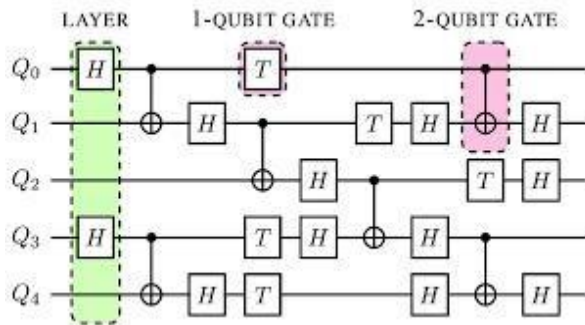 LAYER 1-QUBIT GATE 2-QUBIT GATE
Q0 H T
Q1 H T H H
Q2 H T H
Q3 H T H H
Q4 H T H